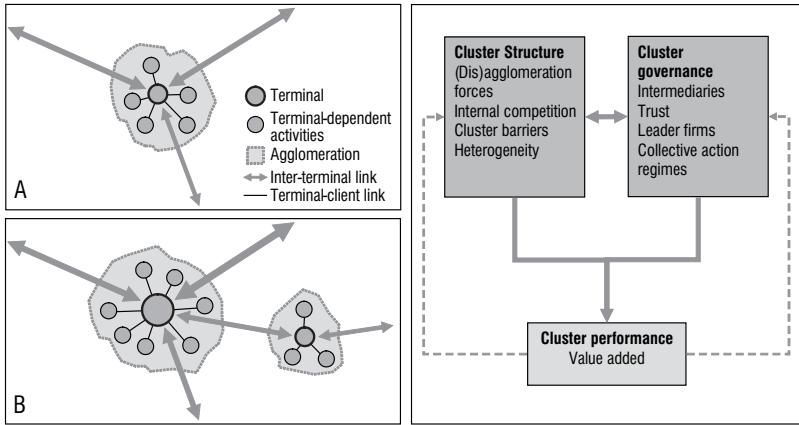 A
Terminal
Terminal-dependent
activities
Agglomeration
Inter-terminal link
Terminal-client link
B
Cluster Structure
(Dis)agglomeration
forces
Internal competition
Cluster barriers
Heterogeneity
Cluster
governance
Intermediaries
Trust
Leader firms
Collective action
regimes
Cluster performance
Value added